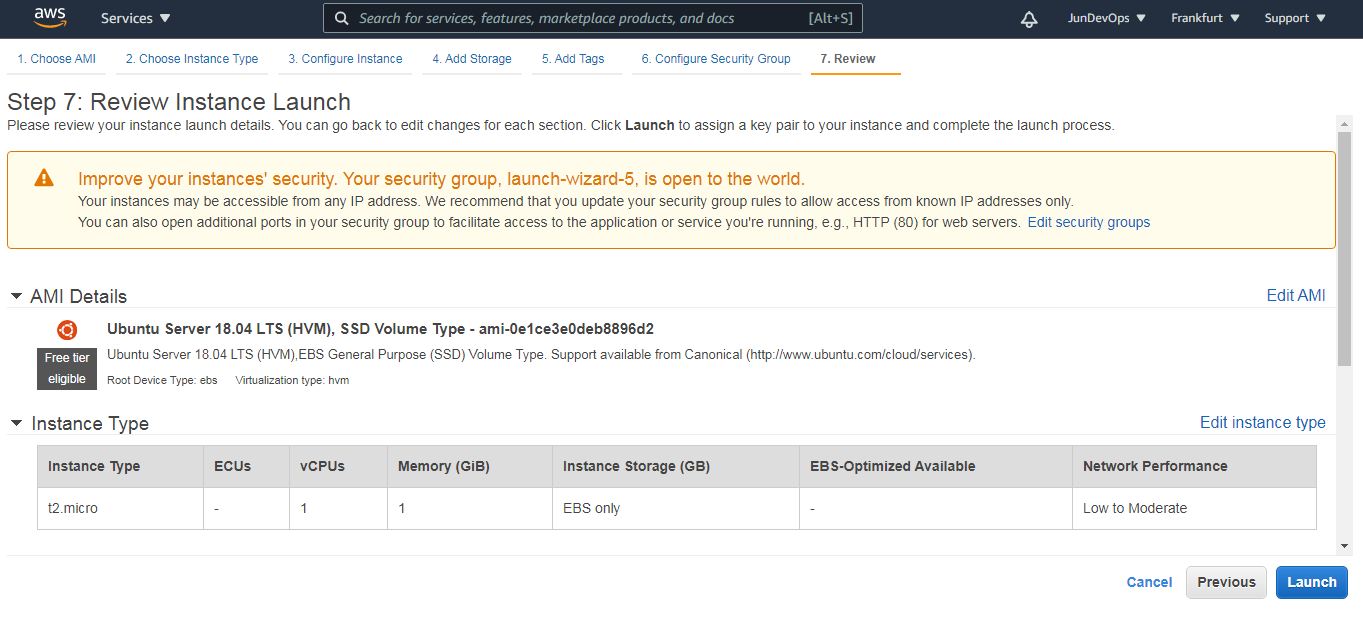 aws Services Search for services, features, marketplace products, and docs [Alt+S] JunDevOps Frankfurt Support
1. Choose AMI 2. Choose Instance Type 3. Configure Instance 4. Add Storage 5. Add Tags 6. Configure Security Group 7. Review
Step 7: Review Instance Launch
Please review your instance launch details. You can go back to edit changes for each section. Click Launch to assign a key pair to your instance and complete the launch process.
Improve your instances' security. Your security group, launch-wizard-5, is open to the world.
Your instances may be accessible from any IP address. We recommend that you update your security group rules to allow access from known IP addresses only.
You can also open additional ports in your security group to facilitate access to the application or service you're running, e.g., HTTP (80) for web servers. Edit security groups
AMI Details Edit AMI
Ubuntu Server 18.04 LTS (HVM), SSD Volume Type - ami-0e1ce3e0deb8896d2
Free tier eligible
Ubuntu Server 18.04 LTS (HVM),EBS General Purpose (SSD) Volume Type. Support available from Canonical (http://www.ubuntu.com/cloud/services).
Root Device Type: ebs Virtualization type: hvm
Instance Type Edit instance type
Instance Type ECUs vCPUs Memory (GiB) Instance Storage (GB) EBS-Optimized Available Network Performance
t2.micro - 1 1 EBS only - Low to Moderate
Cancel Previous Launch